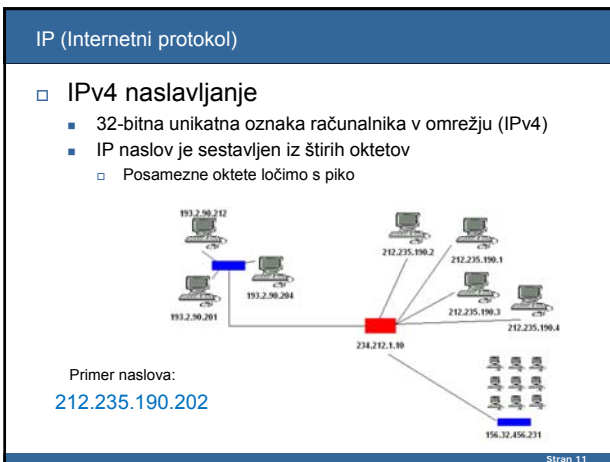 IP (Internetni protokol)
IPv4 naslavljanje
32-bitna unikatna oznaka računalnika v omrežju (IPv4)
IP naslov je sestavljen iz štirih oktetov
Posamezne oktete ločimo s piko
193.2.90.212
212.235.190.2
212.235.190.1
193.2.90.204
193.2.90.201
212.235.190.3
212.235.190.4
234.212.1.10
Primer naslova:
212.235.190.202
156.32.456.231
Stran 11